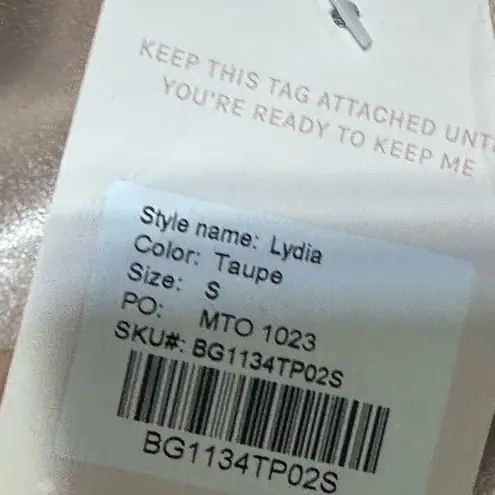 KEEP THIS TAG ATTACHED UNTI
YOU'RE READY TO KEEP ME
Style name: Lydia
Color: Taupe
Size: S
PO: MTO 1023
SKU#: BG1134TP02S
BG1134TP02S